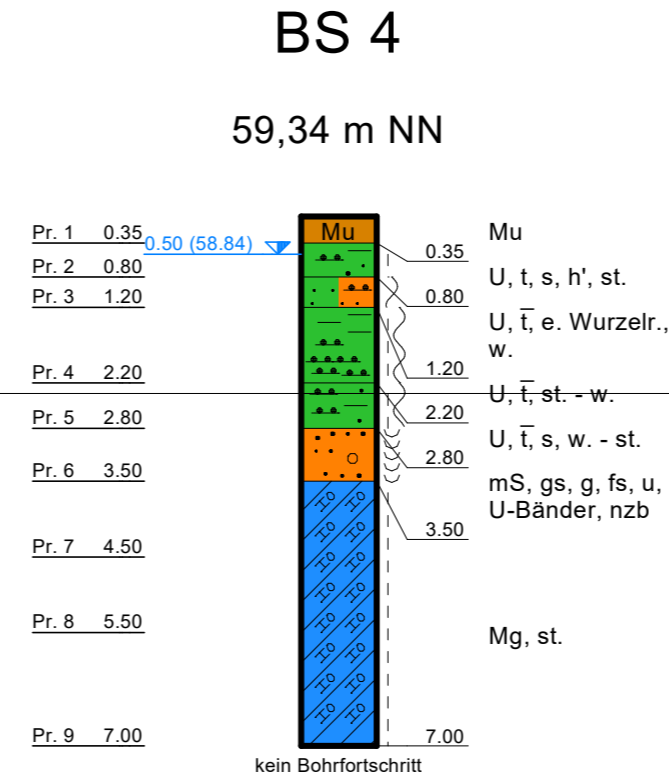 BS 4
59,34 m NN
Pr. 1 0.35
Pr. 2 0.80
Pr. 3 1.20
Pr. 4 2.20
Pr. 5 2.80
Pr. 6 3.50
Pr. 7 4.50
Pr. 8 5.50
Pr. 9 7.00
0.50 (58.84)
Mu
0.35
0.80
1.20
2.20
2.80
3.50
7.00
Mu
U, t, s, h', st.
U, t̅, e. Wurzelr.,
w.
U, t̅, st. - w.
U, t̅, s, w. - st.
mS, gs, g, fs, u,
U-Bänder, nzb
Mg, st.
kein Bohrfortschritt